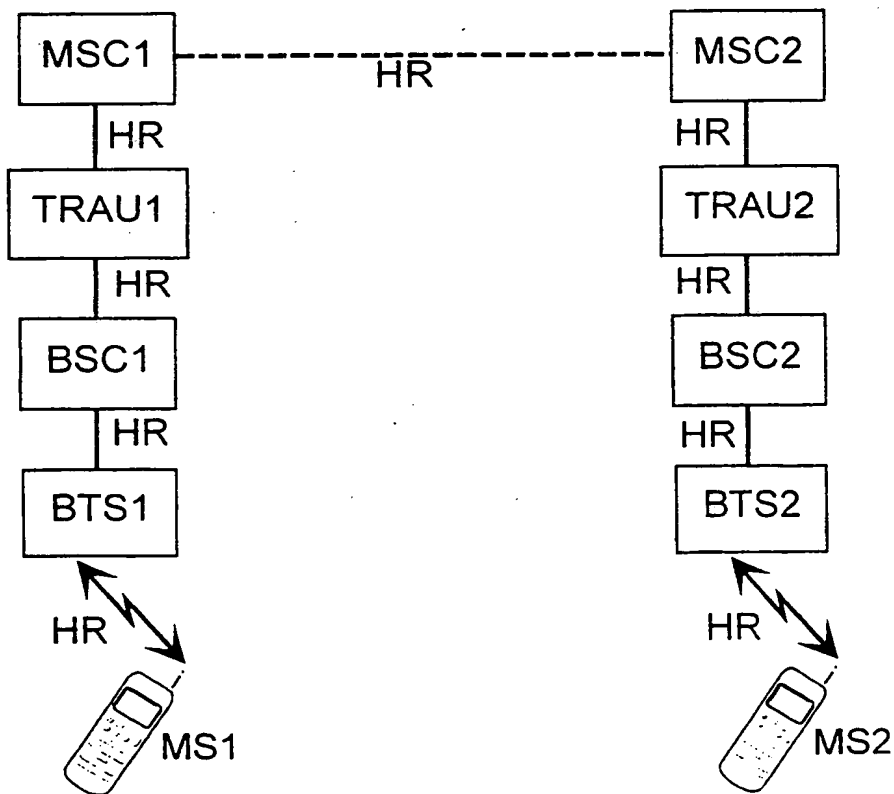 MSC1
MSC2
HR
HR
HR
TRAU1
TRAU2
HR
HR
BSC1
BSC2
HR
HR
BTS1
BTS2
HR
HR
MS1
MS2